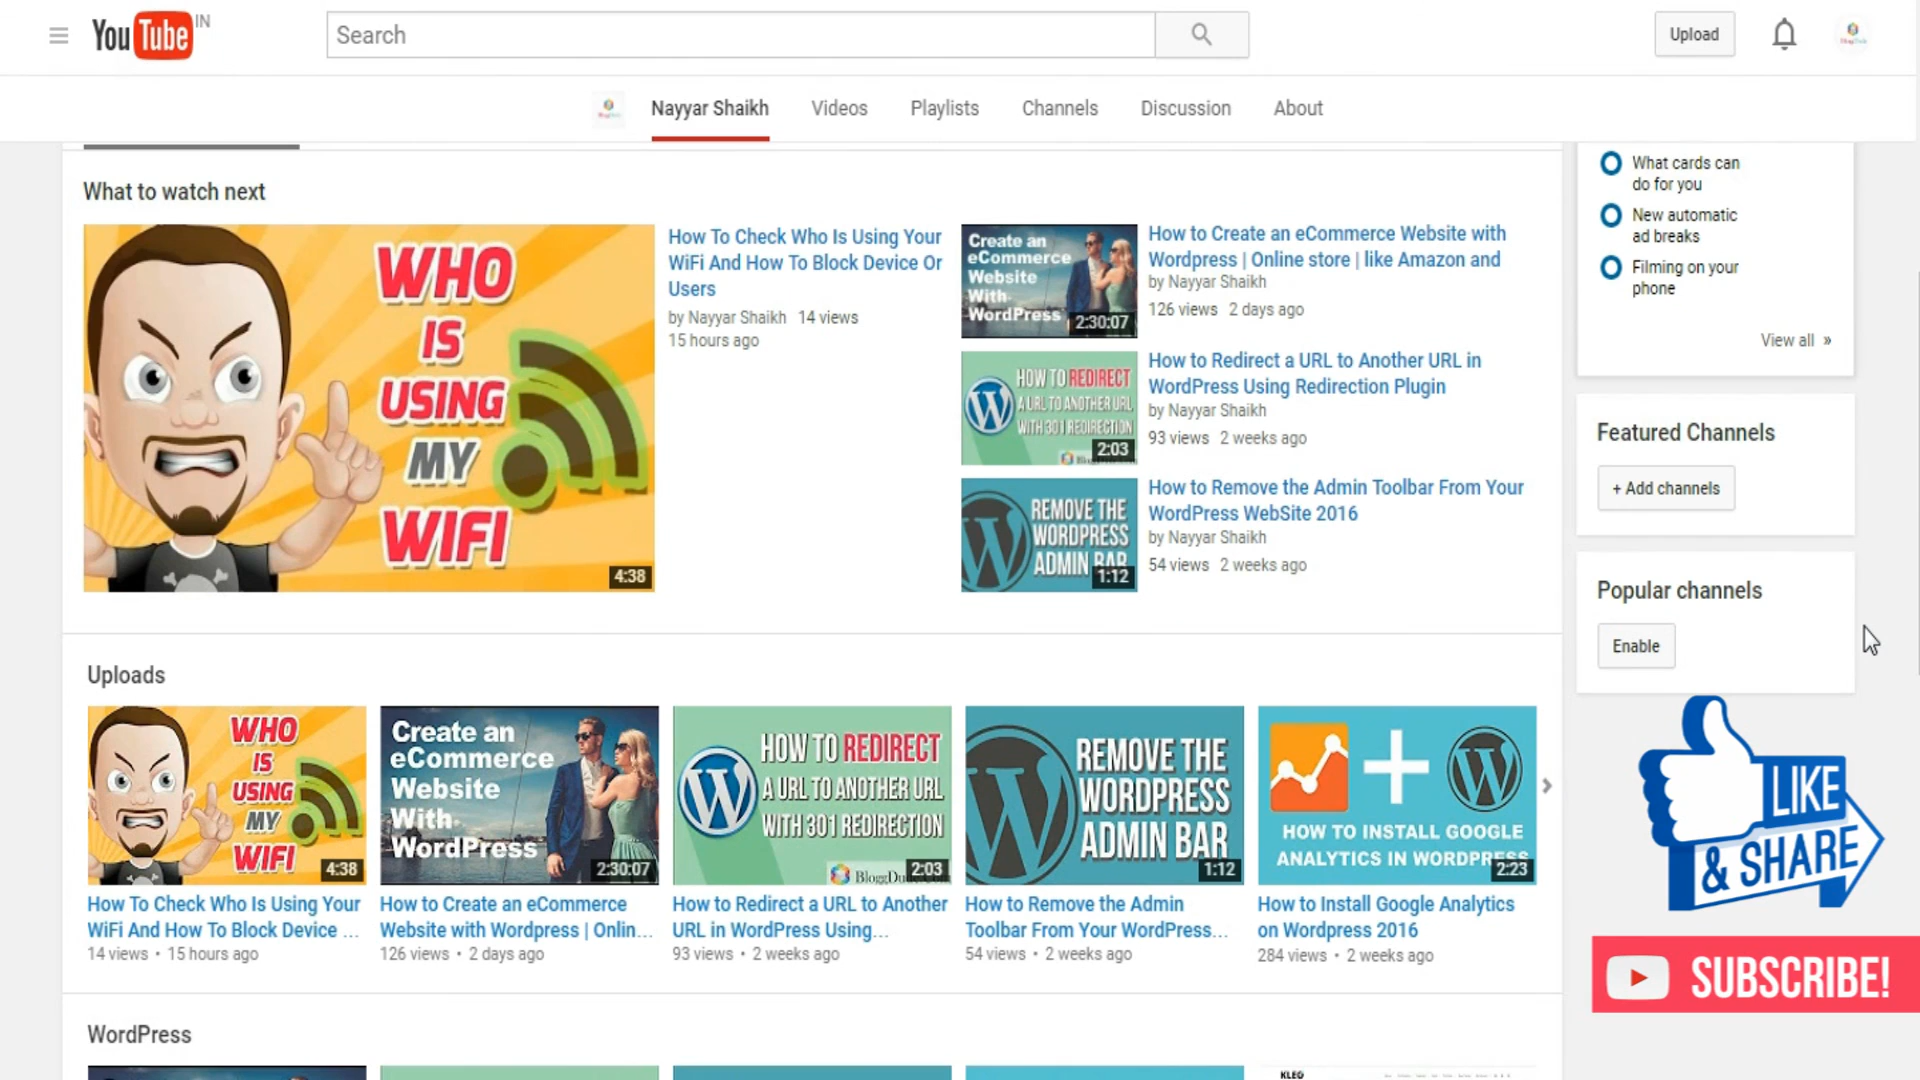 YouTube IN
Search
Upload
Nayyar Shaikh Videos Playlists Channels Discussion About
What to watch next
WHO
IS
USING
MY
WIFI
4:38
How To Check Who Is Using Your
WiFi And How To Block Device Or
Users
by Nayyar Shaikh 14 views
15 hours ago
Create an
eCommerce
Website
With
WordPress
2:30:07
How to Create an eCommerce Website with
Wordpress | Online store | like Amazon and
by Nayyar Shaikh
126 views 2 days ago
HOW TO REDIRECT
A URL TO ANOTHER URL
WITH 301 REDIRECTION
2:03
How to Redirect a URL to Another URL in
WordPress Using Redirection Plugin
by Nayyar Shaikh
93 views 2 weeks ago
REMOVE THE
WORDPRESS
ADMIN BAR
1:12
How to Remove the Admin Toolbar From Your
WordPress WebSite 2016
by Nayyar Shaikh
54 views 2 weeks ago
What cards can
do for you
New automatic
ad breaks
Filming on your
phone
View all »
Featured Channels
+ Add channels
Popular channels
Enable
Uploads
WHO
IS
USING
MY
WIFI
4:38
How To Check Who Is Using Your
WiFi And How To Block Device ...
14 views • 15 hours ago
Create an
eCommerce
Website
With
WordPress
2:30:07
How to Create an eCommerce
Website with Wordpress | Onlin...
126 views • 2 days ago
HOW TO REDIRECT
A URL TO ANOTHER URL
WITH 301 REDIRECTION
2:03
How to Redirect a URL to Another
URL in WordPress Using...
93 views • 2 weeks ago
REMOVE THE
WORDPRESS
ADMIN BAR
1:12
How to Remove the Admin
Toolbar From Your WordPress...
54 views • 2 weeks ago
HOW TO INSTALL GOOGLE
ANALYTICS IN WORDPRESS
2:23
How to Install Google Analytics
on Wordpress 2016
284 views • 2 weeks ago
LIKE
& SHARE
SUBSCRIBE!
WordPress
KLEO